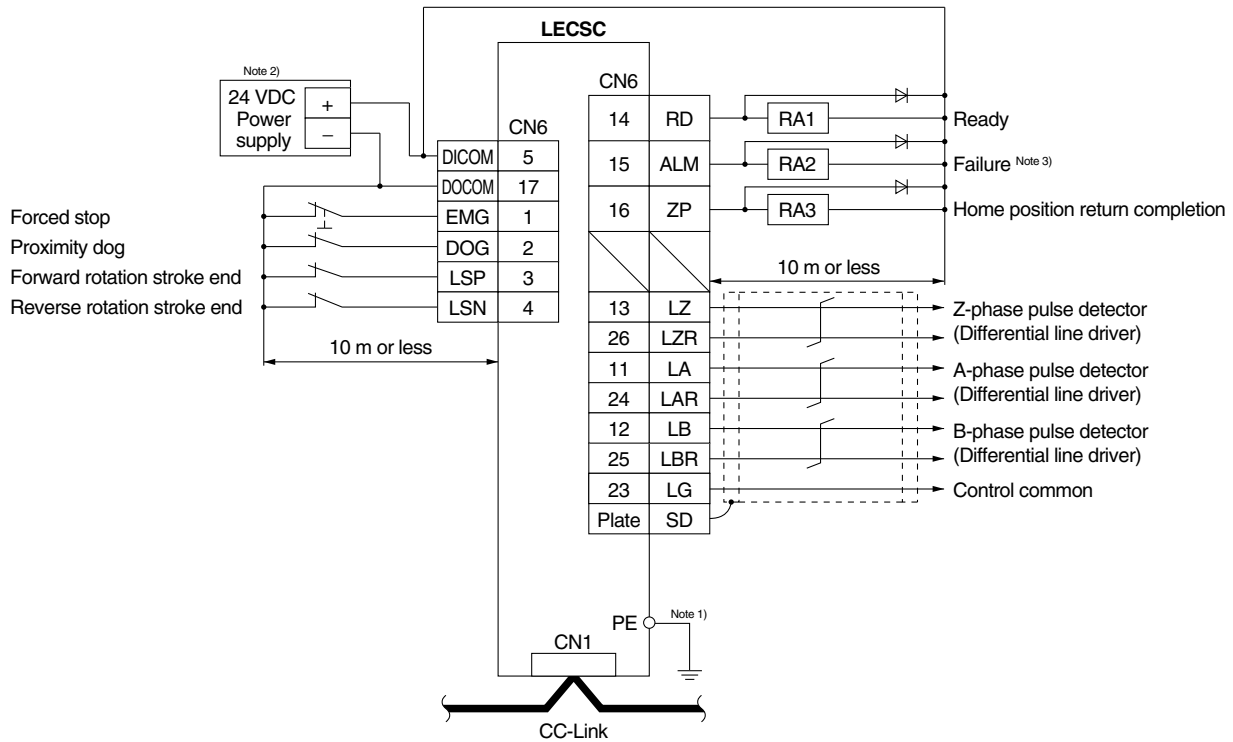 LECSC
Note 2)
24 VDC
Power
supply
+
−
CN6
DICOM 5
DOCOM 17
EMG 1
DOG 2
LSP 3
LSN 4
Forced stop
Proximity dog
Forward rotation stroke end
Reverse rotation stroke end
10 m or less
CN6
14 RD RA1 Ready
15 ALM RA2 Failure Note 3)
16 ZP RA3 Home position return completion
10 m or less
13 LZ Z-phase pulse detector
26 LZR (Differential line driver)
11 LA A-phase pulse detector
24 LAR (Differential line driver)
12 LB B-phase pulse detector
25 LBR (Differential line driver)
23 LG Control common
Plate SD
PE Note 1)
CN1
CC-Link